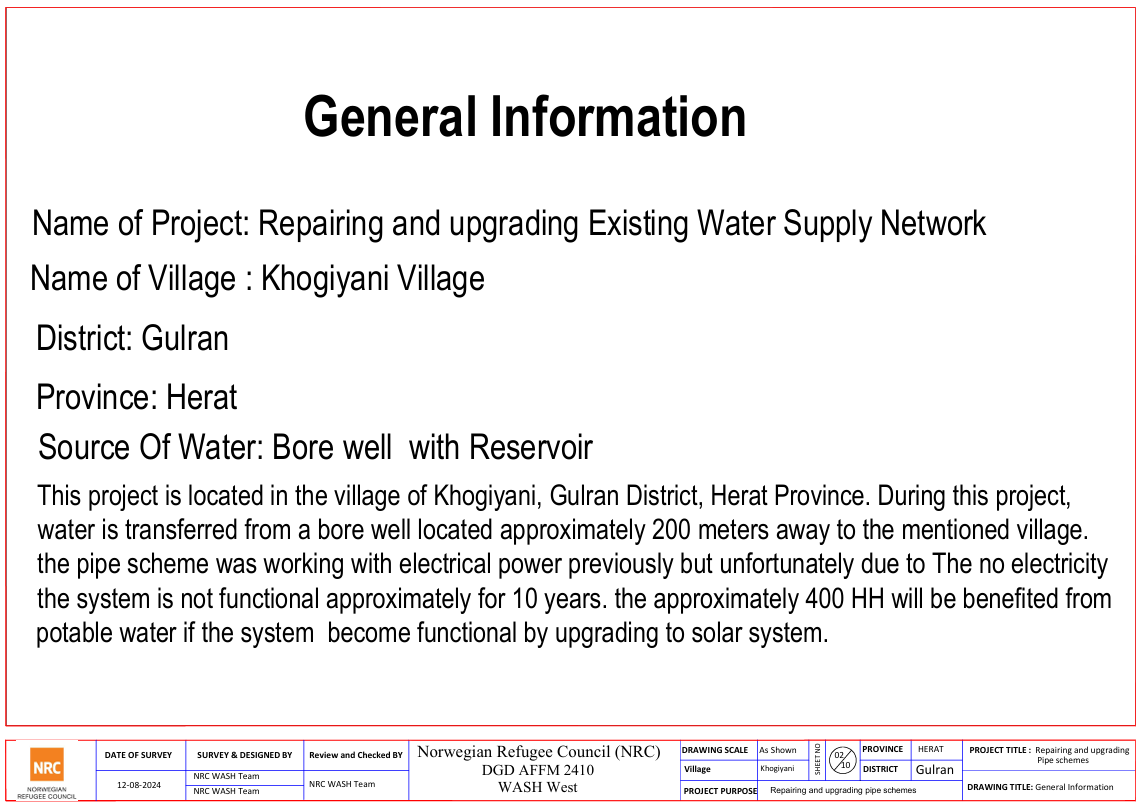 General Information
Name of Project: Repairing and upgrading Existing Water Supply Network
Name of Village : Khogiyani Village
District: Gulran
Province: Herat
Source Of Water: Bore well  with Reservoir
This project is located in the village of Khogiyani, Gulran District, Herat Province. During this project,
water is transferred from a bore well located approximately 200 meters away to the mentioned village.
the pipe scheme was working with electrical power previously but unfortunately due to The no electricity
the system is not functional approximately for 10 years. the approximately 400 HH will be benefited from
potable water if the system  become functional by upgrading to solar system.
NRC
NORWEGIAN
REFUGEE COUNCIL
DATE OF SURVEY
12-08-2024
SURVEY & DESIGNED BY
NRC WASH Team
NRC WASH Team
Review and Checked BY
NRC WASH Team
Norwegian Refugee Council (NRC)
DGD AFFM 2410
WASH West
DRAWING SCALE As Shown
Village Khogiyani
PROJECT PURPOSE Repairing and upgrading pipe schemes
SHEET NO
02/10
PROVINCE HERAT
DISTRICT Gulran
PROJECT TITLE : Repairing and upgrading
Pipe schemes
DRAWING TITLE: General Information